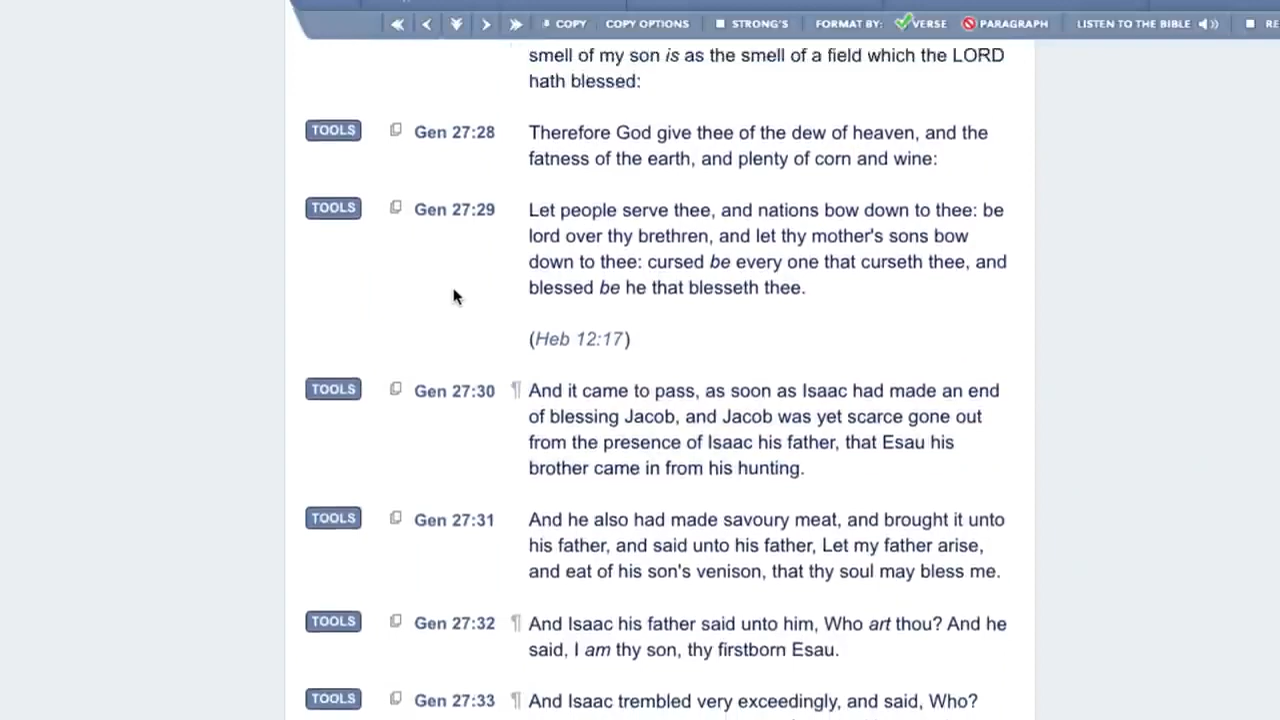 COPY COPY OPTIONS STRONG'S FORMAT BY: VERSE PARAGRAPH LISTEN TO THE BIBLE RE
smell of my son is as the smell of a field which the LORD
hath blessed:
TOOLS Gen 27:28 Therefore God give thee of the dew of heaven, and the
fatness of the earth, and plenty of corn and wine:
TOOLS Gen 27:29 Let people serve thee, and nations bow down to thee: be
lord over thy brethren, and let thy mother's sons bow
down to thee: cursed be every one that curseth thee, and
blessed be he that blesseth thee.
(Heb 12:17)
TOOLS Gen 27:30 ¶ And it came to pass, as soon as Isaac had made an end
of blessing Jacob, and Jacob was yet scarce gone out
from the presence of Isaac his father, that Esau his
brother came in from his hunting.
TOOLS Gen 27:31 And he also had made savoury meat, and brought it unto
his father, and said unto his father, Let my father arise,
and eat of his son's venison, that thy soul may bless me.
TOOLS Gen 27:32 ¶ And Isaac his father said unto him, Who art thou? And he
said, I am thy son, thy firstborn Esau.
TOOLS Gen 27:33 ¶ And Isaac trembled very exceedingly, and said, Who?